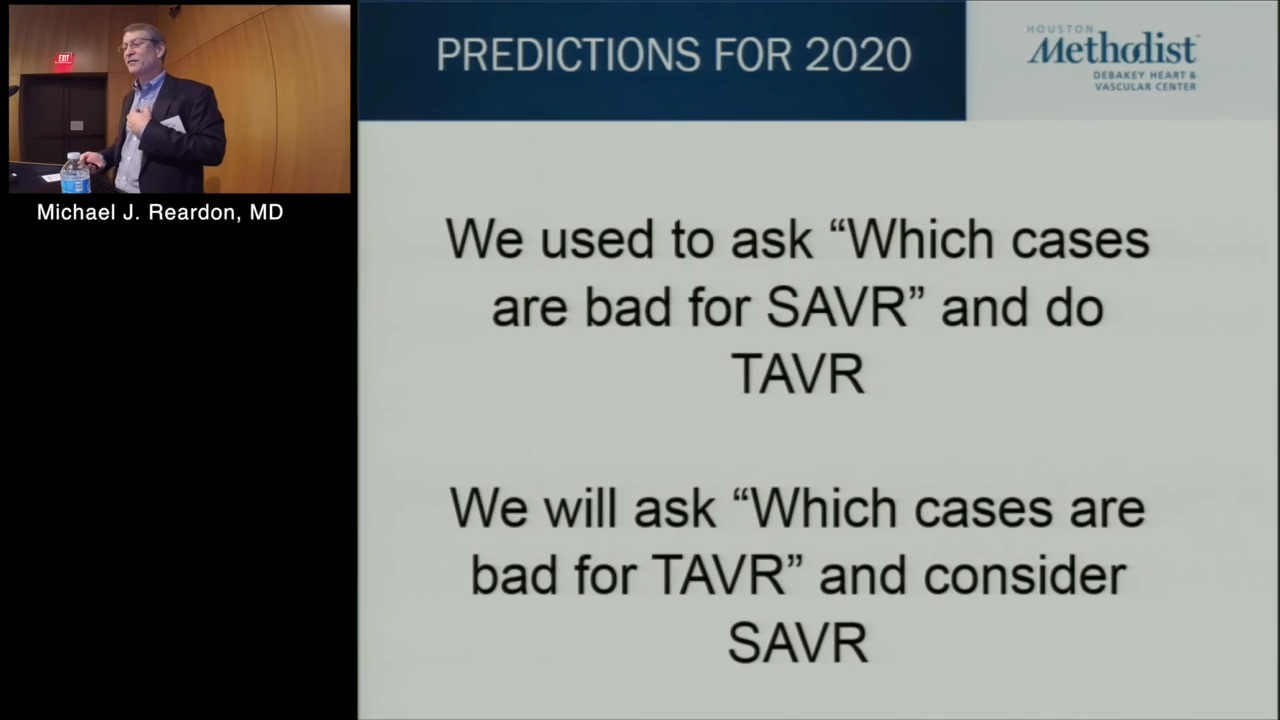 EXIT
Michael J. Reardon, MD
PREDICTIONS FOR 2020
HOUSTON
Methodist
DEBAKEY HEART &
VASCULAR CENTER
We used to ask “Which cases
are bad for SAVR” and do
TAVR
We will ask “Which cases are
bad for TAVR” and consider
SAVR